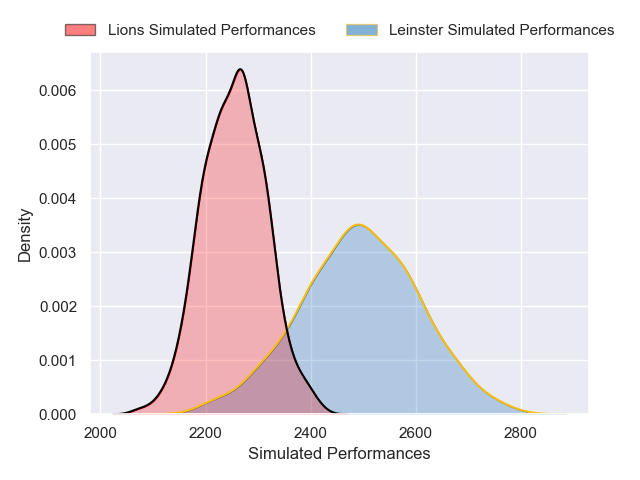 Lions Simulated Performances Leinster Simulated Performances
0.006
0.005
0.004
0.003
0.002
0.001
0.000
Density
2000 2200 2400 2600 2800
Simulated Performances